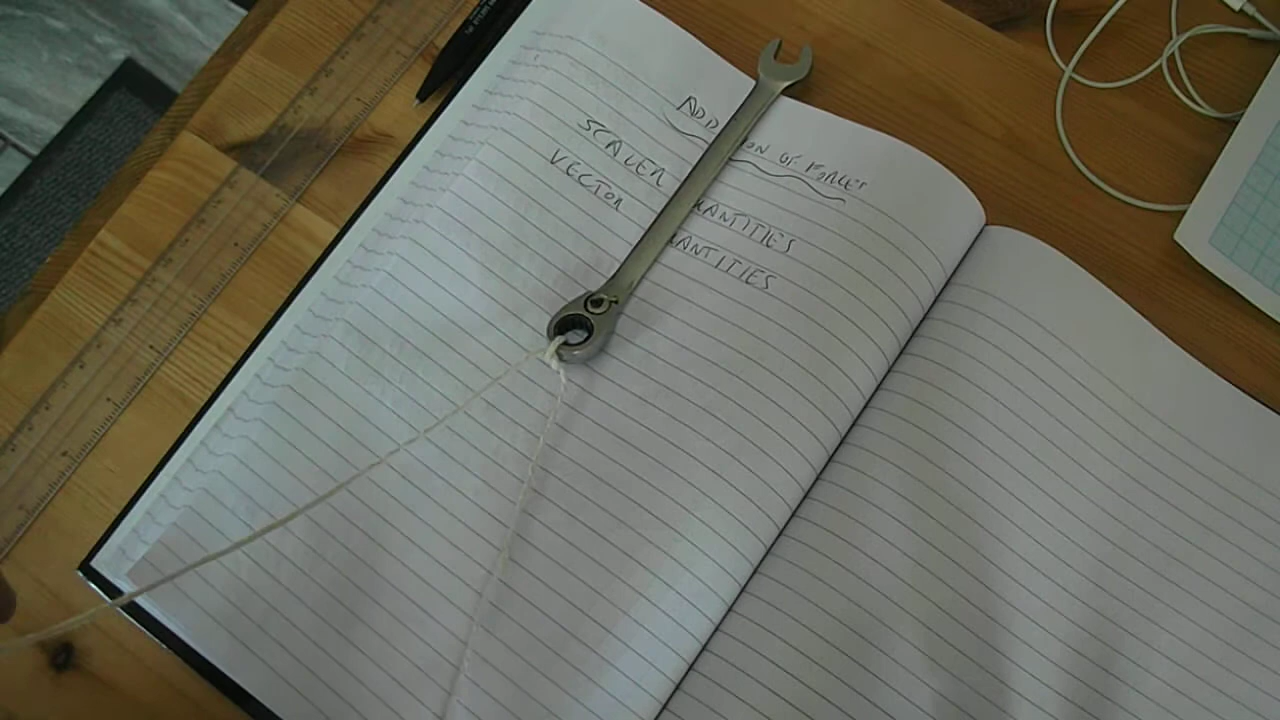 ADD ON OF FORCES
SCALER ANTITIES
VECTOR ANTITIES